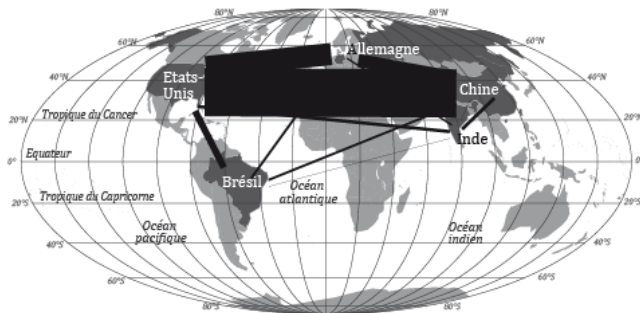 80°N
80°N
60°N
60°N
Allemagne
40°N
40°N
Etats-
Unis
Chine
Tropique du Cancer
20°N
20°N
Inde
Equateur
0°
0°
Brésil
Océan
atlantique
Tropique du Capricorne
20°S
20°S
Océan
pacifique
Océan
indien
40°S
40°S
60°S
60°S
80°S
80°S